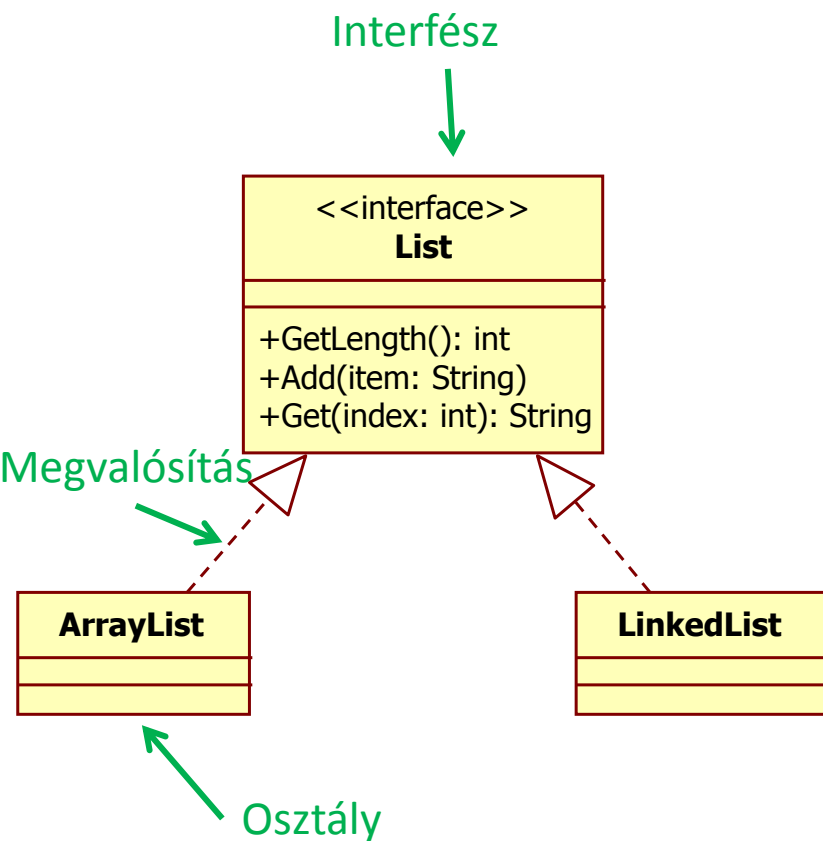 Interfész
<<interface>>
List
+GetLength(): int
+Add(item: String)
+Get(index: int): String
Megvalósítás
ArrayList
LinkedList
Osztály